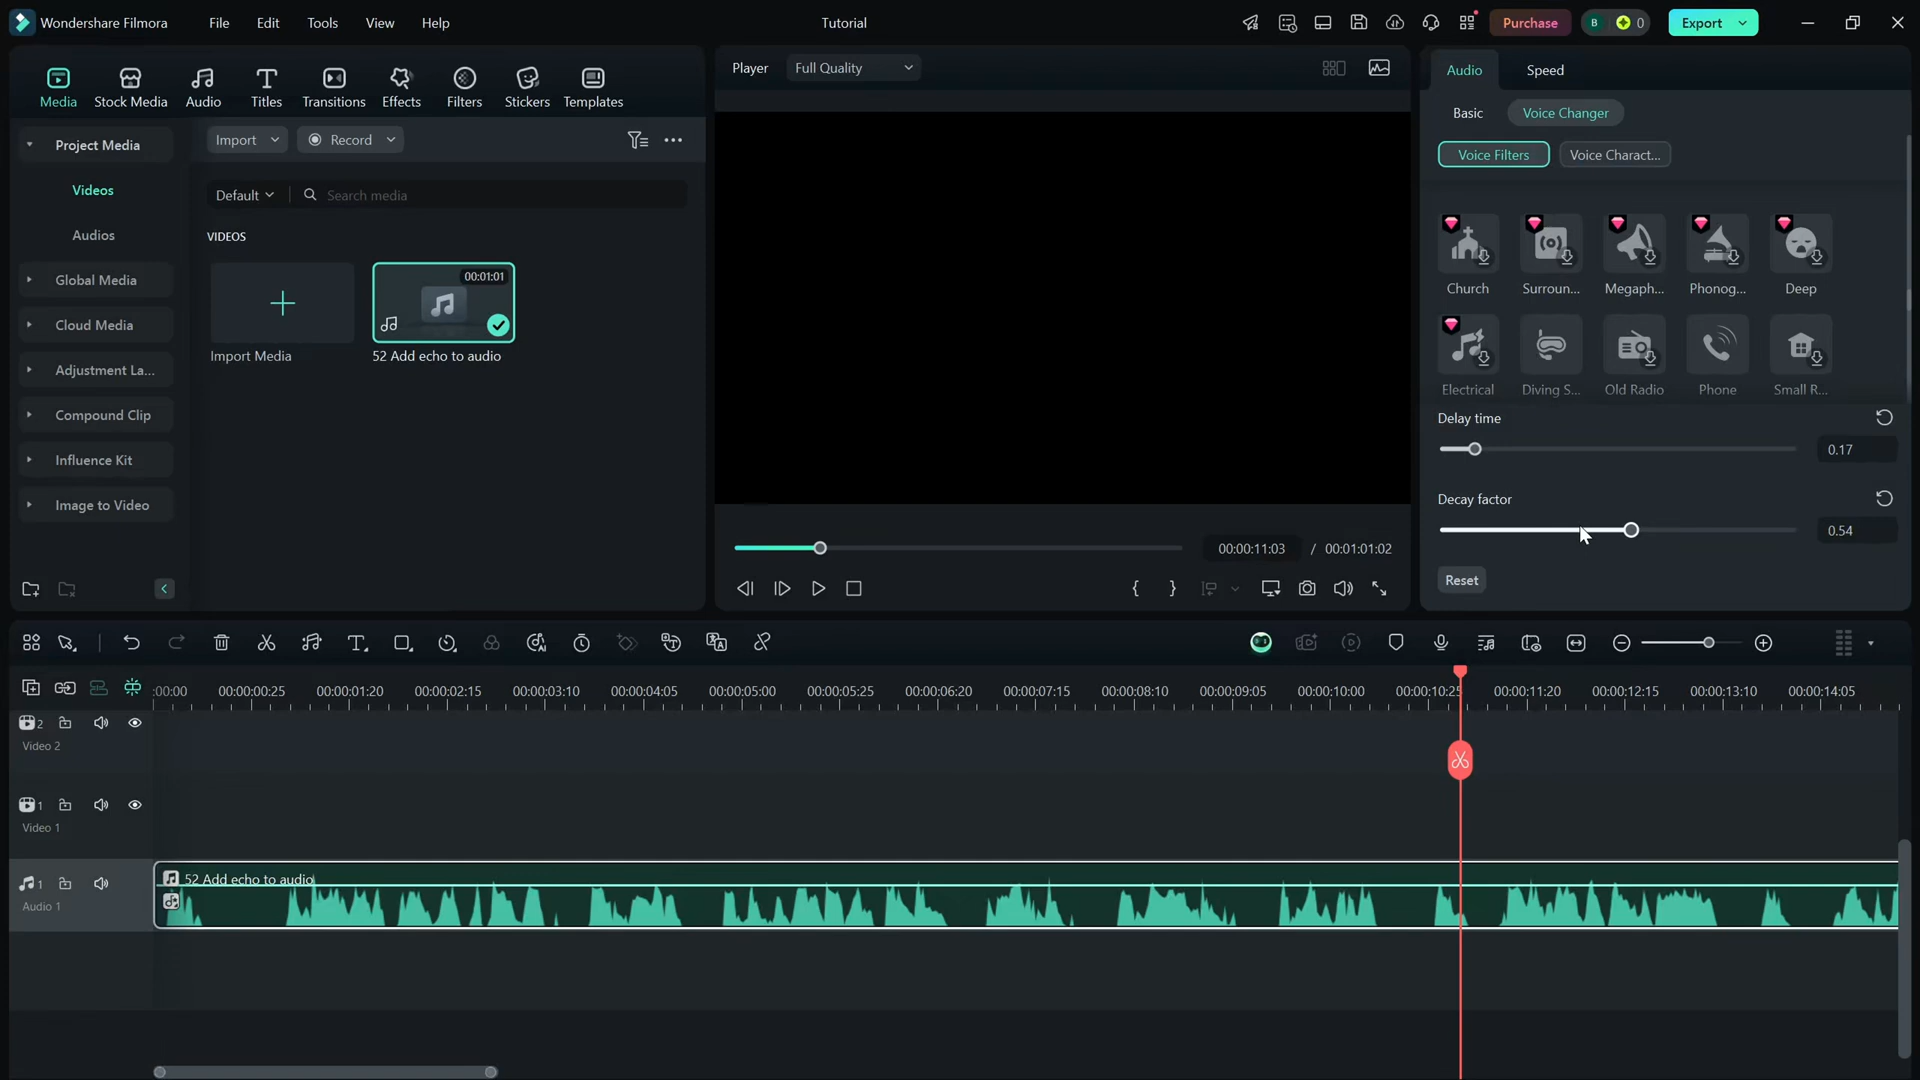 Wondershare Filmora
File
Edit
Tools
View
Help
Tutorial
Purchase
B
0
Export
Media
Stock Media
Audio
Titles
Transitions
Effects
Filters
Stickers
Templates
Project Media
Videos
Audios
Global Media
Cloud Media
Adjustment La...
Compound Clip
Influence Kit
Image to Video
Import
Record
Default
Search media
VIDEOS
00:01:01
Import Media
52 Add echo to audio
Player
Full Quality
00:00:11:03 / 00:01:01:02
Audio
Speed
Basic
Voice Changer
Voice Filters
Voice Charact...
Church
Surroun...
Megaph...
Phonog...
Deep
Electrical
Diving S...
Old Radio
Phone
Small R...
Delay time
0.17
Decay factor
0.54
Reset
:00:00
00:00:00:25
00:00:01:20
00:00:02:15
00:00:03:10
00:00:04:05
00:00:05:00
00:00:05:20
00:00:06:20
00:00:07:15
00:00:08:10
00:00:09:05
00:00:10:00
00:00:10:25
00:00:11:20
00:00:12:15
00:00:13:10
00:00:14:05
2
Video 2
1
Video 1
1
Audio 1
52 Add echo to audio